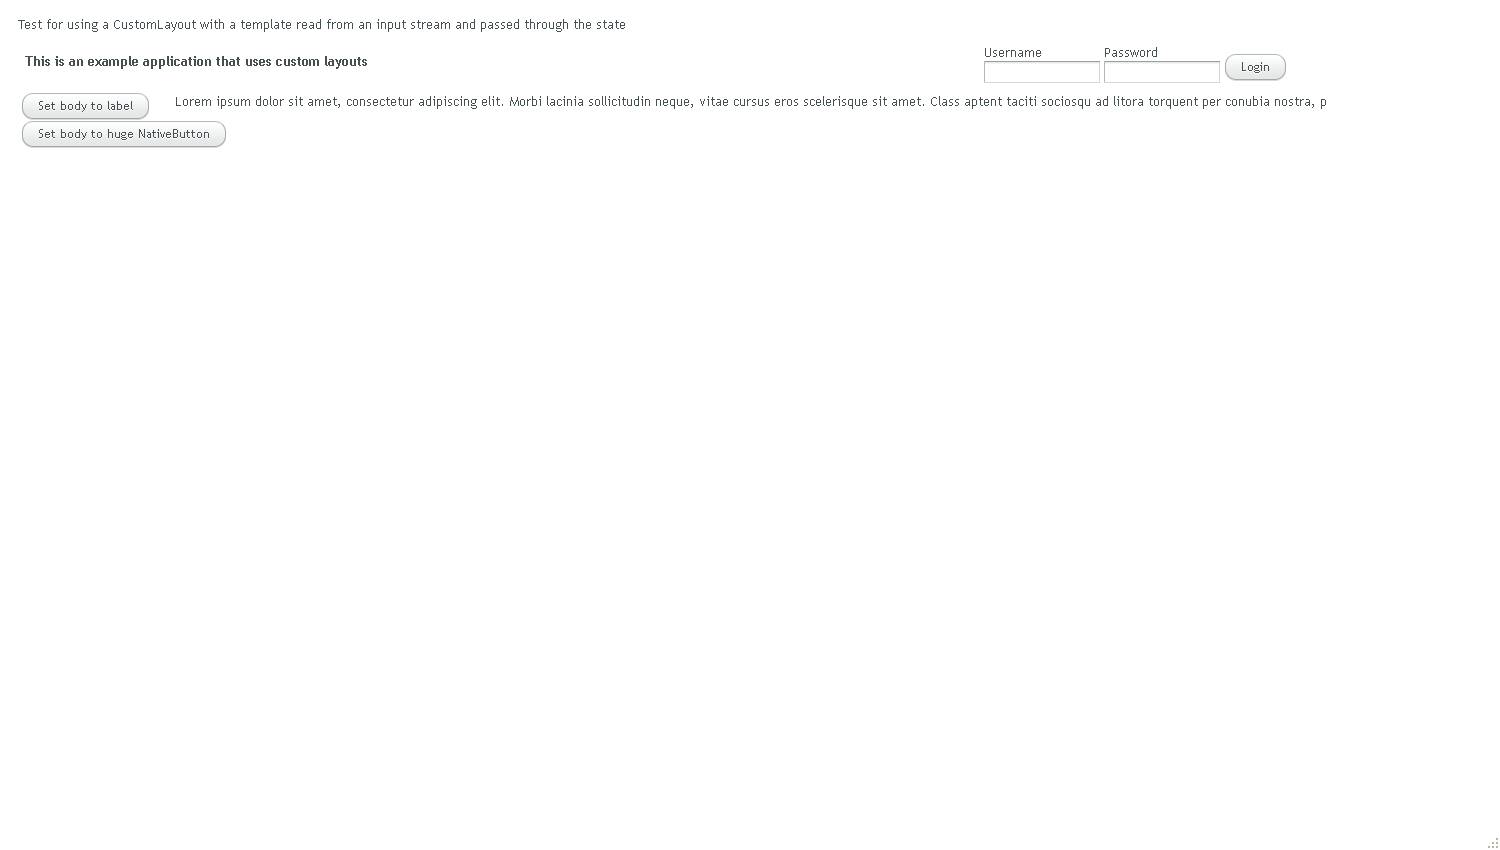 Test for using a CustomLayout with a template read from an input stream and passed through the state
This is an example application that uses custom layouts
Username Password
Login
Set body to label
Lorem ipsum dolor sit amet, consectetur adipiscing elit. Morbi lacinia sollicitudin neque, vitae cursus eros scelerisque sit amet. Class aptent taciti sociosqu ad litora torquent per conubia nostra, p
Set body to huge NativeButton